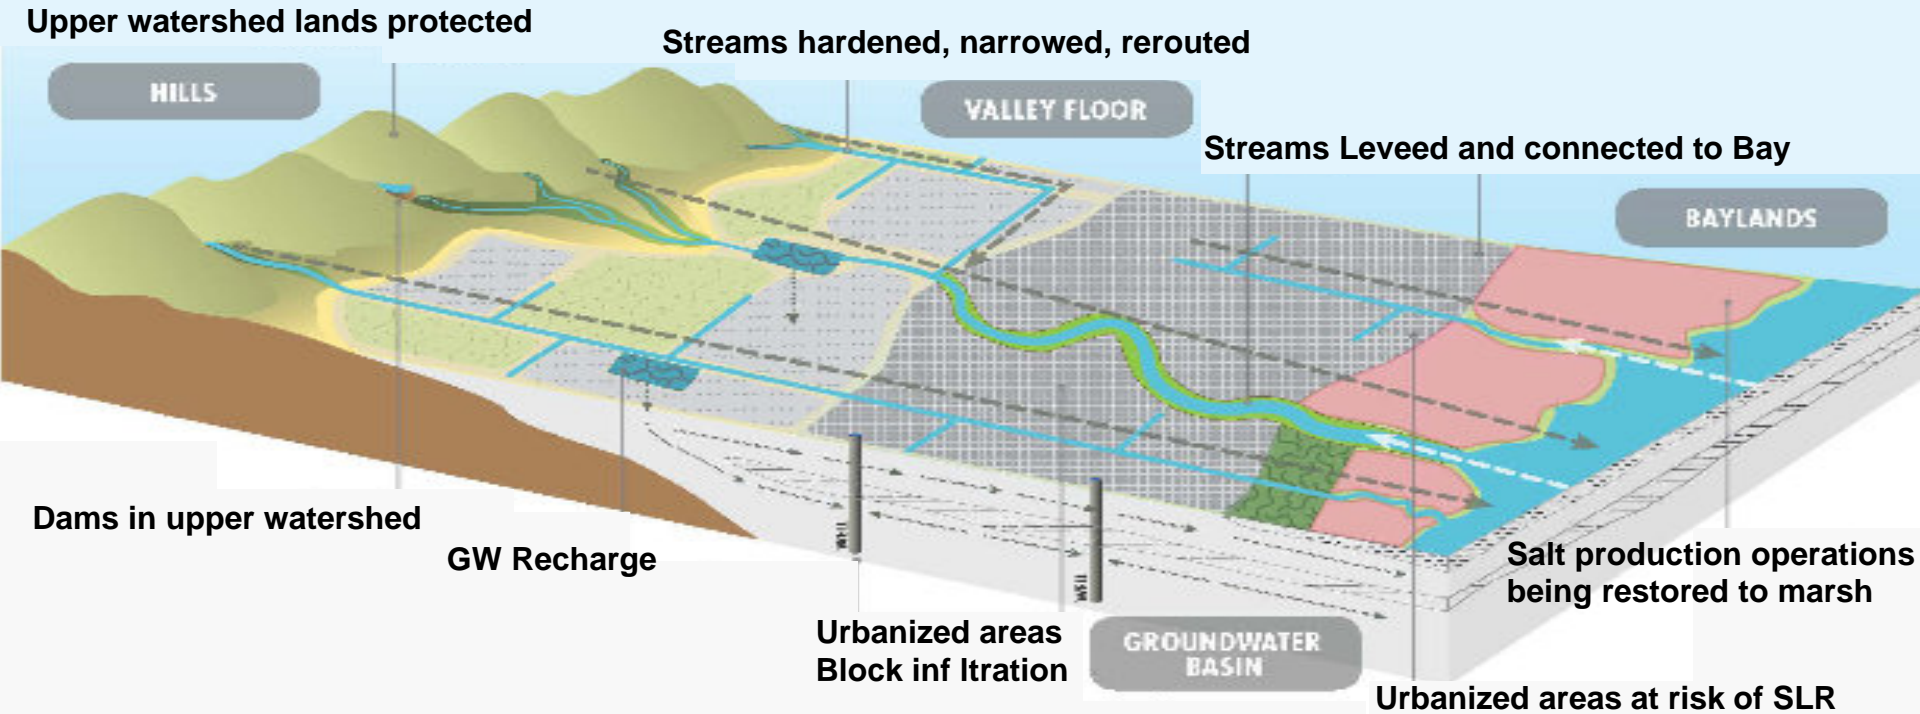 Upper watershed lands protected
Streams hardened, narrowed, rerouted
HILLS
VALLEY FLOOR
Streams Leveed and connected to Bay
BAYLANDS
Dams in upper watershed
GW Recharge
WELL
WELL
Salt production operations
being restored to marsh
Urbanized areas
Block inf ltration
GROUNDWATER
BASIN
Urbanized areas at risk of SLR